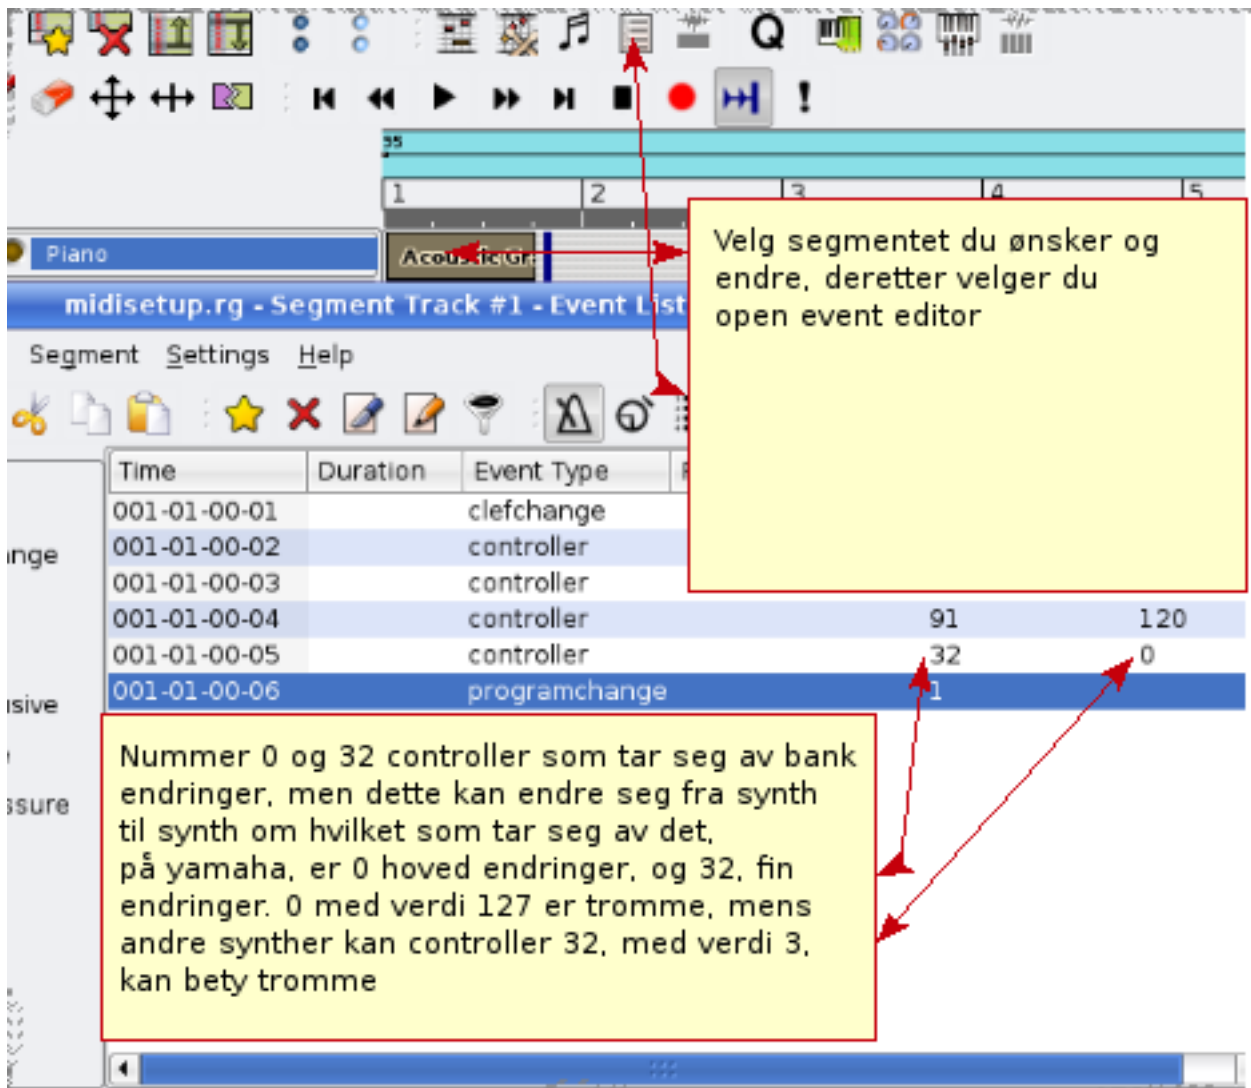 Q
!
35
1 2 3 4 5
Piano
Acoustic Gr
Velg segmentet du ønsker og
endre, deretter velger du
open event editor
midisetup.rg - Segment Track #1 - Event List
Segment Settings Help
Time Duration Event Type
001-01-00-01 clefchange
001-01-00-02 controller
001-01-00-03 controller
001-01-00-04 controller 91 120
001-01-00-05 controller 32 0
001-01-00-06 programchange 1
Nummer 0 og 32 controller som tar seg av bank
endringer, men dette kan endre seg fra synth
til synth om hvilket som tar seg av det,
på yamaha, er 0 hoved endringer, og 32, fin
endringer. 0 med verdi 127 er tromme, mens
andre synther kan controller 32, med verdi 3,
kan bety tromme